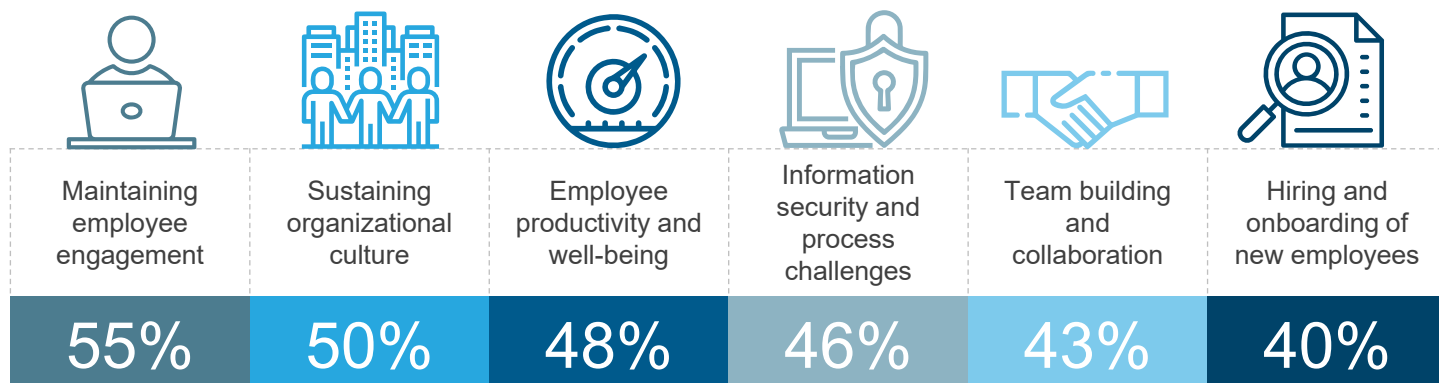 Maintaining
employee
engagement
55%
Sustaining
organizational
culture
50%
Employee
productivity and
well-being
48%
Information
security and
process
challenges
46%
Team building
and
collaboration
43%
Hiring and
onboarding of
new employees
40%